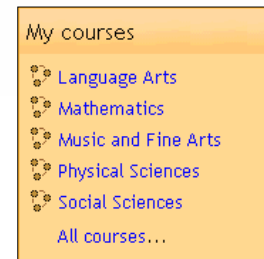 My courses
Language Arts
Mathematics
Music and Fine Arts
Physical Sciences
Social Sciences
All courses...